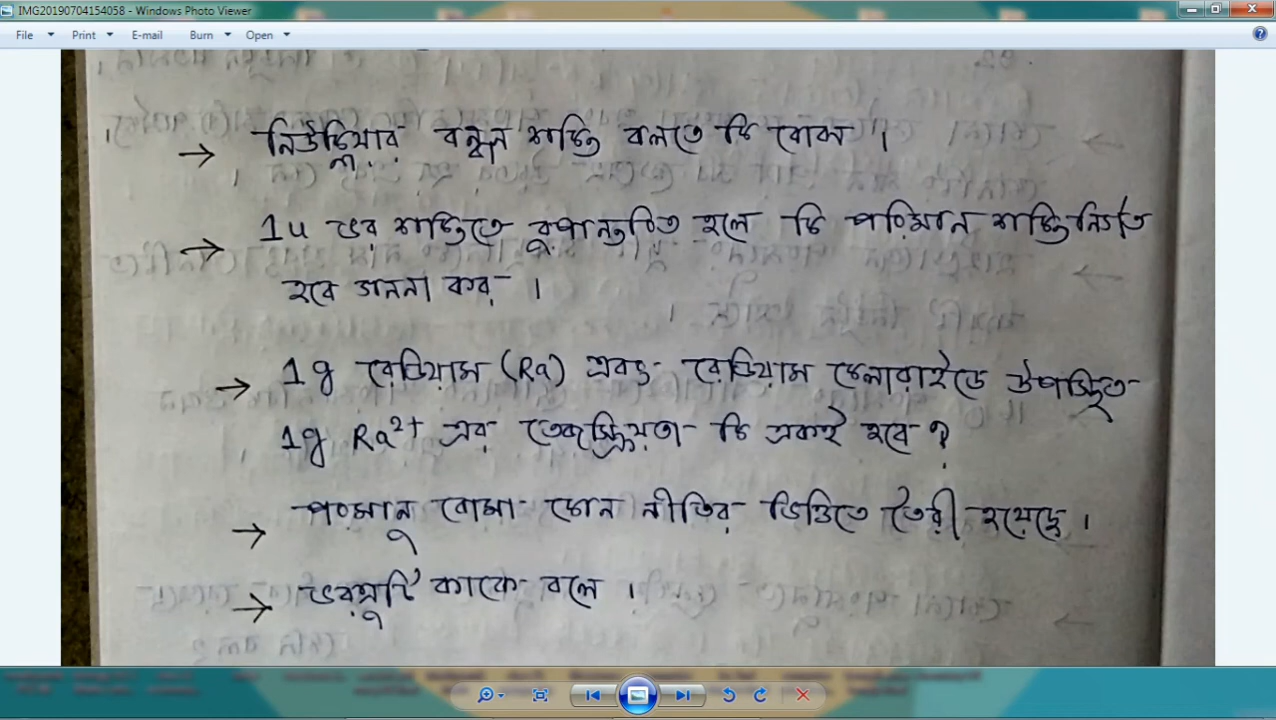 IMG20190704154058 - Windows Photo Viewer
File Print E-mail Burn Open
→ নিউক্লিয়ার বন্ধন শক্তি বলতে কি বোঝ ।
→ 1u ভর শক্তিতে রূপান্তরিত হলে কি পরিমান শক্তি নির্গত
হবে গননা কর ।
→ 1g রেডিয়াম (Ra) এবং রেডিয়াম ক্লোরাইডে উপস্থিত
1g Ra²⁺ এর তেজস্ক্রিয়তা কি একই হবে ?
→ পরমানু বোমা কোন নীতির ভিত্তিতে তৈরী হয়েছে ।
→ ভরত্রুটি কাকে বলে ।